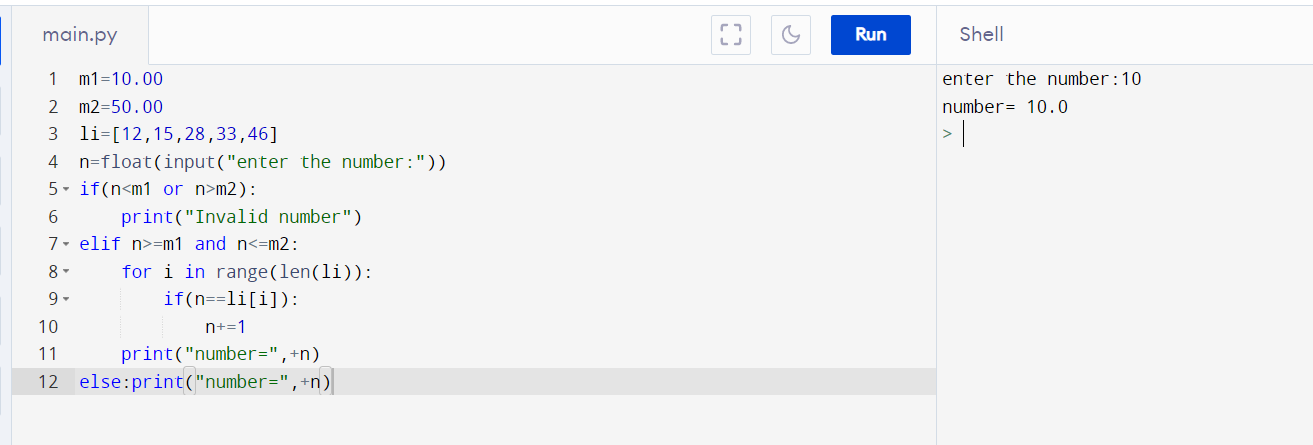 main.py
Run
Shell
1 m1=10.00
2 m2=50.00
3 li=[12,15,28,33,46]
4 n=float(input("enter the number:"))
5 if(n<m1 or n>m2):
6     print("Invalid number")
7 elif n>=m1 and n<=m2:
8     for i in range(len(li)):
9         if(n==li[i]):
10             n+=1
11     print("number=",+n)
12 else:print("number=",+n)
enter the number:10
number= 10.0
>